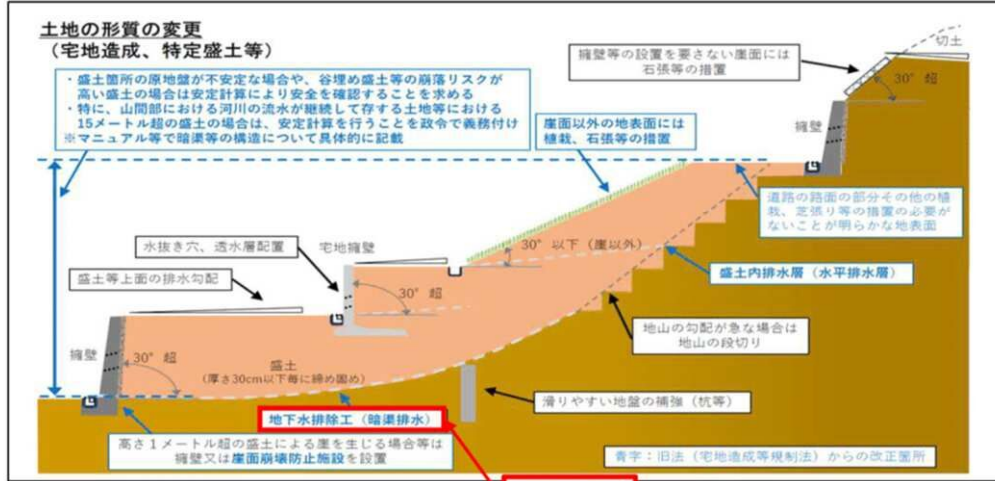 土地の形質の変更
（宅地造成、特定盛土等）
・盛土箇所の原地盤が不安定な場合や、谷埋め盛土等の崩落リスクが
高い盛土の場合は安定計算により安全を確認することを求める
・特に、山間部における河川の流水が継続して存する土地等における
15メートル超の盛土の場合は、安定計算を行うことを政令で義務付け
※マニュアル等で暗渠等の構造について具体的に記載
擁壁等の設置を要さない崖面には
石張等の措置
切土
30°超
擁壁
崖面以外の地表面には
植栽、石張等の措置
道路の路面の部分その他の植
栽、芝張り等の措置の必要が
ないことが明らかな地表面
水抜き穴、透水層配置
宅地擁壁
30°以下（崖以外）
盛土内排水層（水平排水層）
盛土等上面の排水勾配
30°超
地山の勾配が急な場合は
地山の段切り
擁壁
30°超
盛土
（厚さ30cm以下毎に締め固め）
滑りやすい地盤の補強（杭等）
地下水排除工（暗渠排水）
高さ１メートル超の盛土による崖を生じる場合等は
擁壁又は崖面崩壊防止施設を設置
青字：旧法（宅地造成等規制法）からの改正箇所